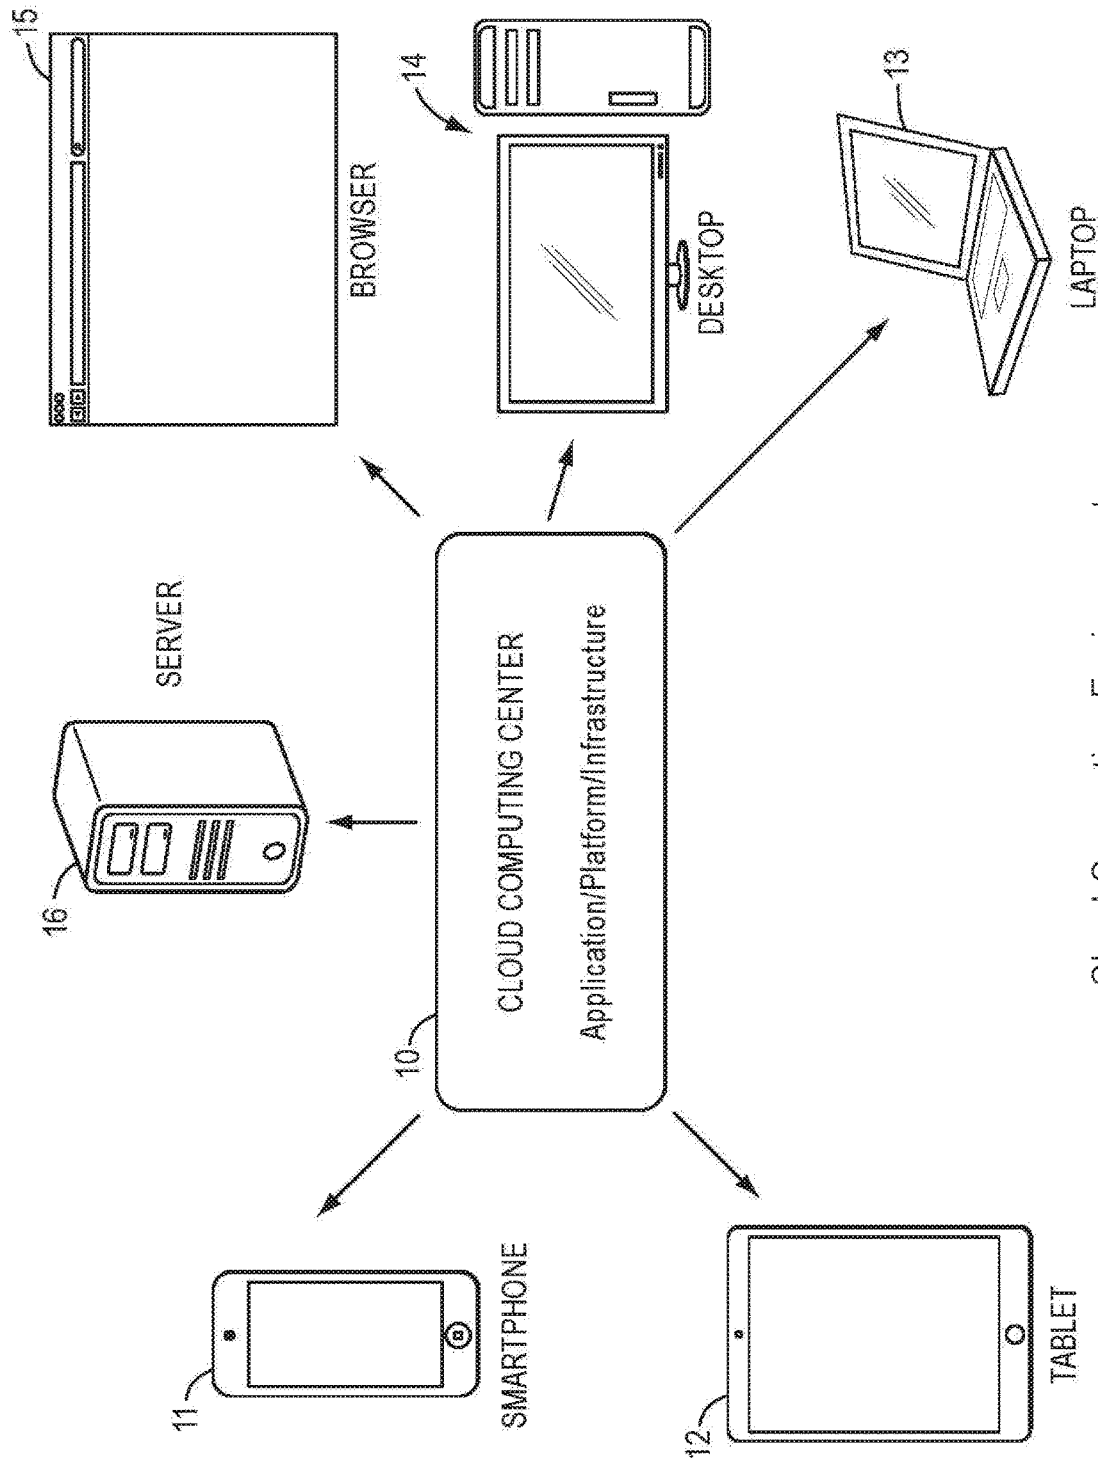 16
SERVER
15
BROWSER
11
SMARTPHONE
10
CLOUD COMPUTING CENTER
Application/Platform/Infrastructure
14
DESKTOP
12
TABLET
13
LAPTOP